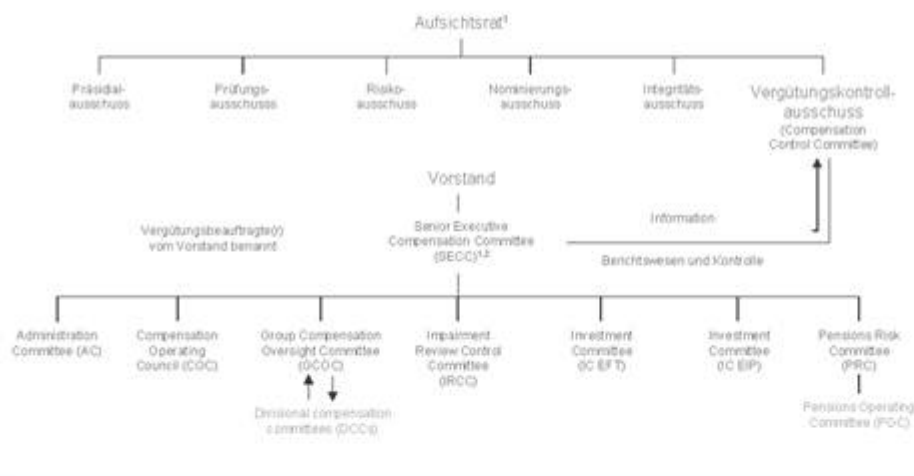 Aufsichtsrat¹
Präsidial-
ausschuss
Prüfungs-
ausschusss
Risiko-
ausschuss
Nominierungs-
ausschuss
Integritäts-
ausschuss
Vergütungskontroll-
ausschuss
(Compensation
Control Committee)
Vorstand
Information
Vergütungsbeauftragte(r)
vom Vorstand benannt
Senior Executive
Compensation Committee
(SECC)¹,²
Berichtswesen und Kontrolle
Administration
Committee (AC)
Compensation
Operating
Council (COC)
Group Compensation
Oversight Committee
(GCOC)
Impairment
Review Control
Committee
(IRCC)
Investment
Committee
(IC EFT)
Investment
Committee
(IC EIP)
Pensions Risk
Committee
(PRC)
Divisional compensation
committees (DCCs)
Pensions Operating
Committee (POC)